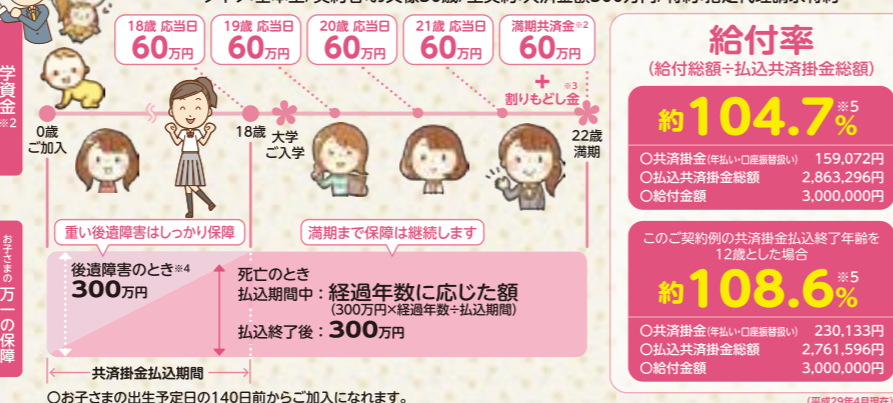 18歳 応当日
60万円
19歳 応当日
60万円
20歳 応当日
60万円
21歳 応当日
60万円
満期共済金※2
60万円
+
※3
割りもどし金
学資金※2
0歳
ご加入
18歳
大学
ご入学
22歳
満期
重い後遺障害はしっかり保障
満期まで保障は継続します
お子さまの万一の保障
後遺障害のとき※4
300万円
死亡のとき
払込期間中：経過年数に応じた額
(300万円×経過年数÷払込期間)
払込終了後：300万円
共済掛金払込期間
○お子さまの出生予定日の140日前からご加入になれます。
給付率
(給付総額÷払込共済掛金総額)
約104.7%※5
○共済掛金(年払い・口座振替扱い) 159,072円
○払込共済掛金総額 2,863,296円
○給付金額 3,000,000円
このご契約例の共済掛金払込終了年齢を
12歳とした場合
約108.6%※5
○共済掛金(年払い・口座振替扱い) 230,133円
○払込共済掛金総額 2,761,596円
○給付金額 3,000,000円
(平成29年4月現在)